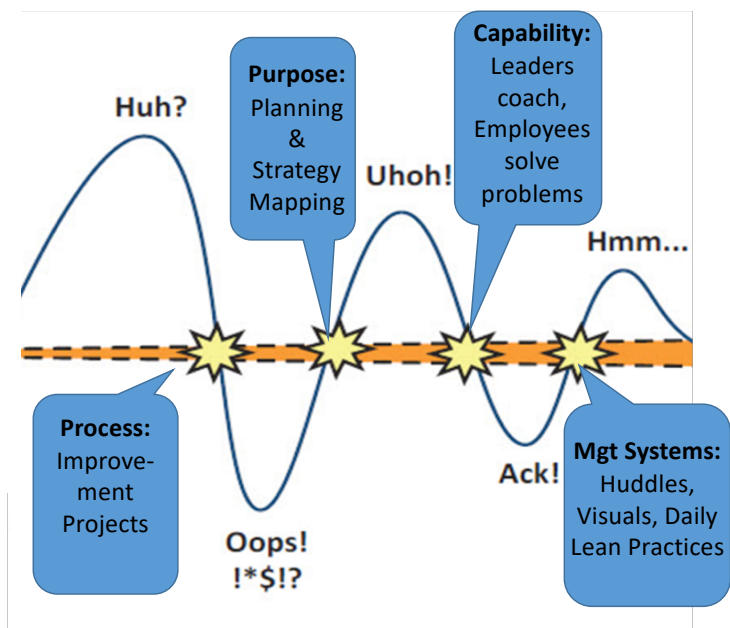 Huh?
Purpose:
Planning
&
Strategy
Mapping
Uhoh!
Capability:
Leaders
coach,
Employees
solve
problems
Hmm...
Process:
Improve-
ment
Projects
Oops!
!*$!?
Ack!
Mgt Systems:
Huddles,
Visuals, Daily
Lean Practices